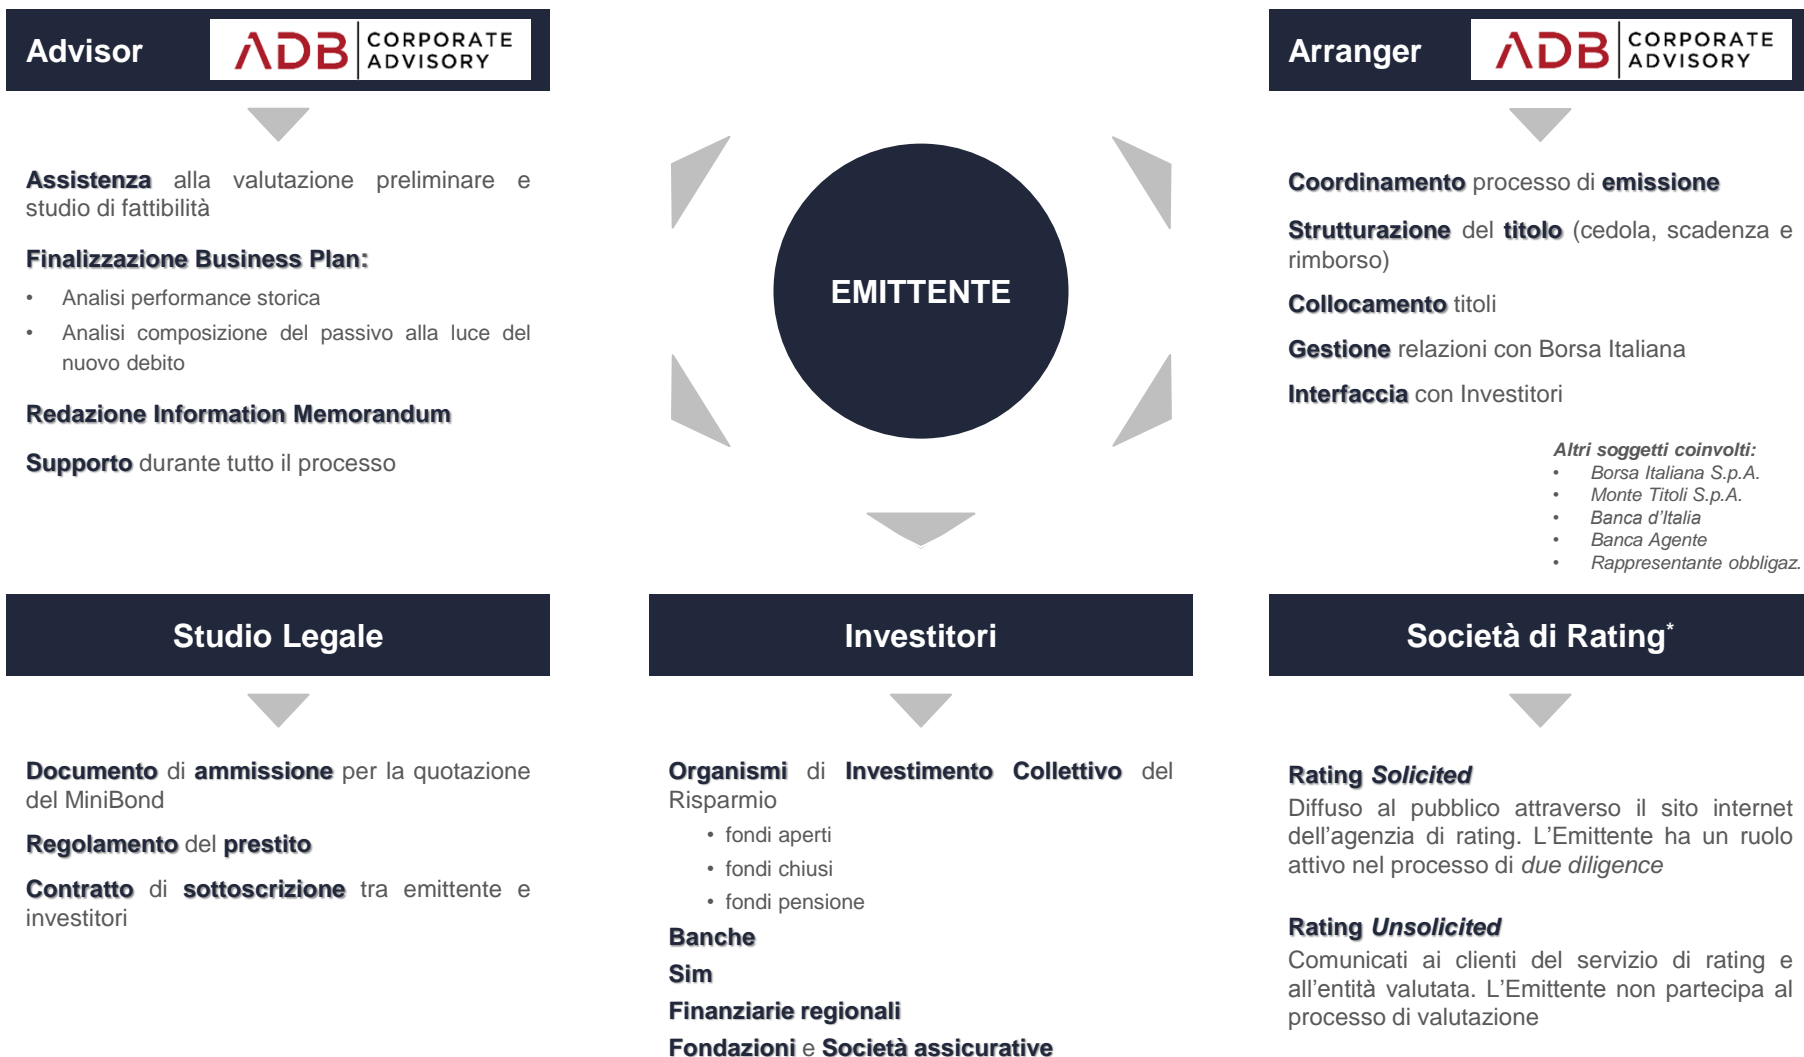 Advisor
ADB CORPORATE
ADVISORY
Assistenza alla valutazione preliminare e
studio di fattibilità
Finalizzazione Business Plan:
• Analisi performance storica
• Analisi composizione del passivo alla luce del
nuovo debito
Redazione Information Memorandum
Supporto durante tutto il processo
EMITTENTE
Arranger
ADB CORPORATE
ADVISORY
Coordinamento processo di emissione
Strutturazione del titolo (cedola, scadenza e
rimborso)
Collocamento titoli
Gestione relazioni con Borsa Italiana
Interfaccia con Investitori
Altri soggetti coinvolti:
• Borsa Italiana S.p.A.
• Monte Titoli S.p.A.
• Banca d'Italia
• Banca Agente
• Rappresentante obbligaz.
Studio Legale
Documento di ammissione per la quotazione
del MiniBond
Regolamento del prestito
Contratto di sottoscrizione tra emittente e
investitori
Investitori
Organismi di Investimento Collettivo del
Risparmio
• fondi aperti
• fondi chiusi
• fondi pensione
Banche
Sim
Finanziarie regionali
Fondazioni e Società assicurative
Società di Rating*
Rating Solicited
Diffuso al pubblico attraverso il sito internet
dell'agenzia di rating. L'Emittente ha un ruolo
attivo nel processo di due diligence
Rating Unsolicited
Comunicati ai clienti del servizio di rating e
all'entità valutata. L'Emittente non partecipa al
processo di valutazione